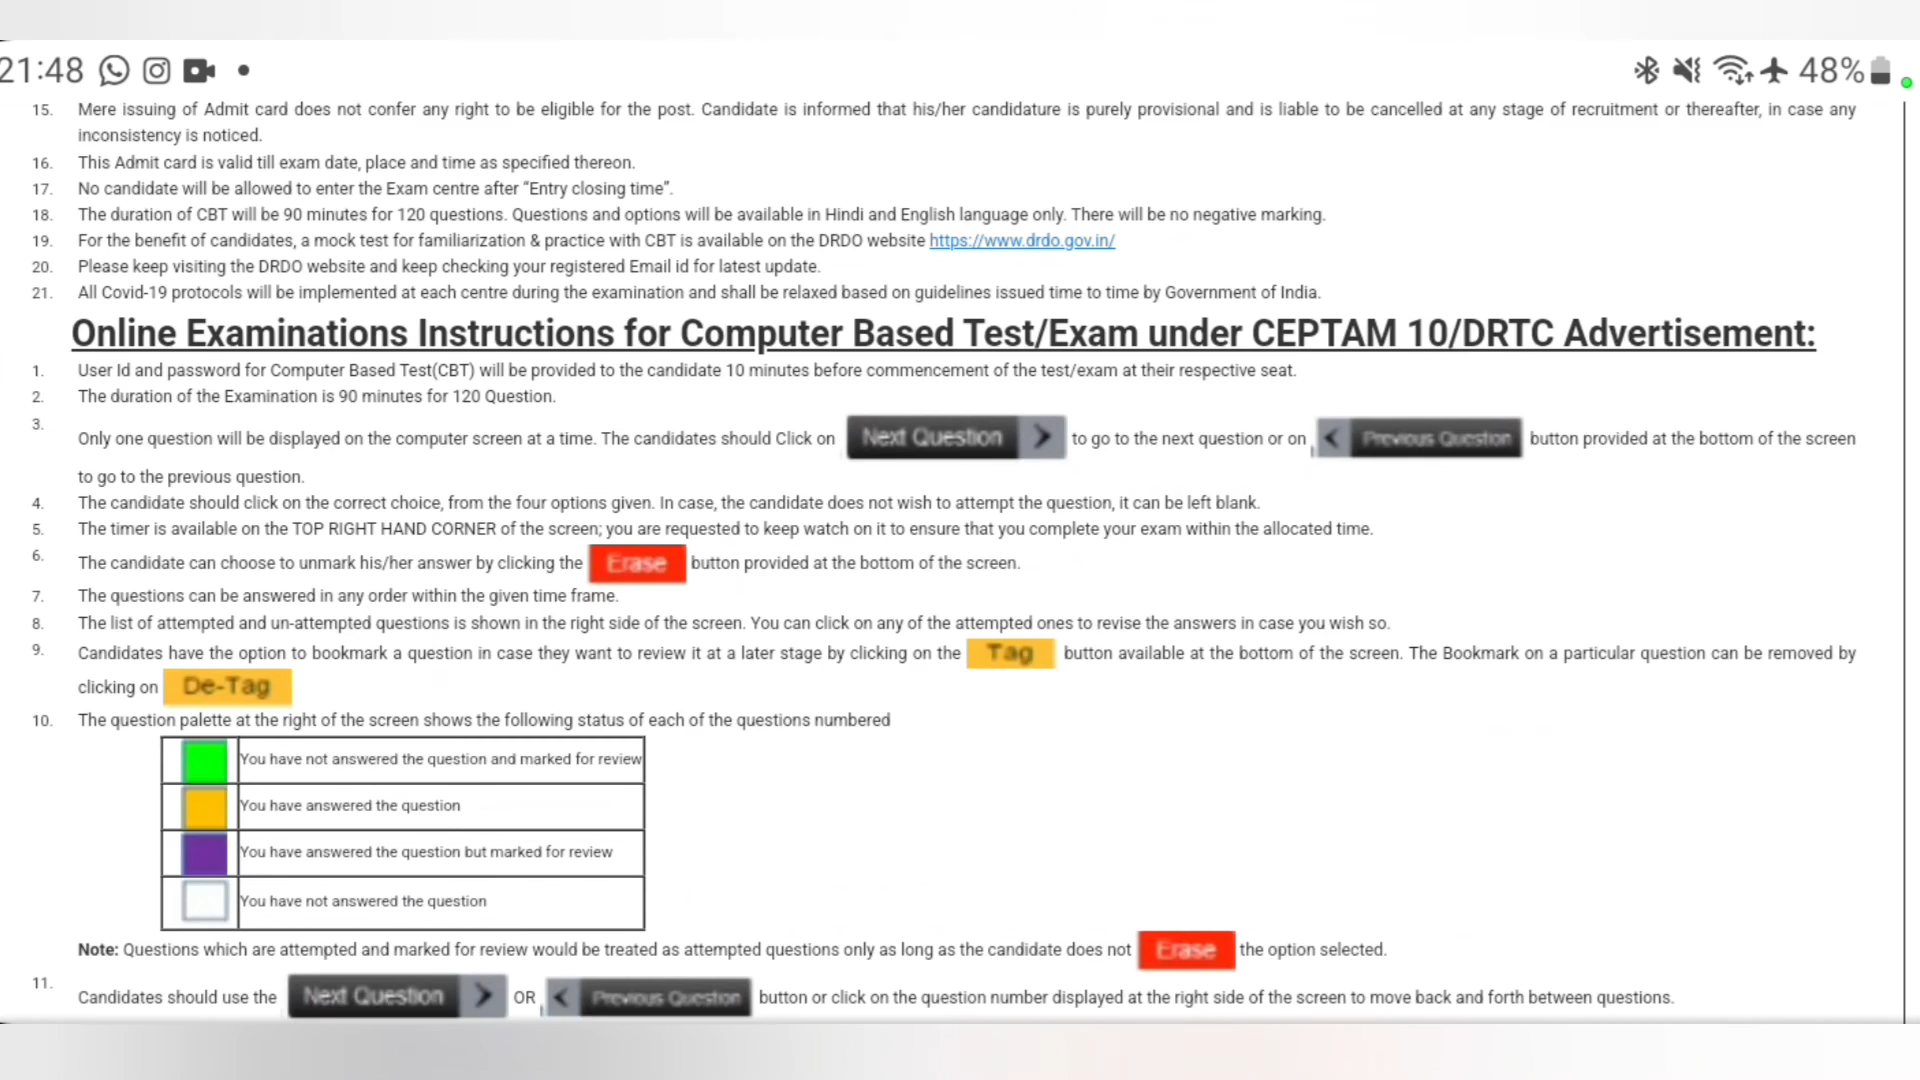 21:48
48%
15. Mere issuing of Admit card does not confer any right to be eligible for the post. Candidate is informed that his/her candidature is purely provisional and is liable to be cancelled at any stage of recruitment or thereafter, in case any
inconsistency is noticed.
16. This Admit card is valid till exam date, place and time as specified thereon.
17. No candidate will be allowed to enter the Exam centre after “Entry closing time”.
18. The duration of CBT will be 90 minutes for 120 questions. Questions and options will be available in Hindi and English language only. There will be no negative marking.
19. For the benefit of candidates, a mock test for familiarization & practice with CBT is available on the DRDO website https://www.drdo.gov.in/
20. Please keep visiting the DRDO website and keep checking your registered Email id for latest update.
21. All Covid-19 protocols will be implemented at each centre during the examination and shall be relaxed based on guidelines issued time to time by Government of India.
Online Examinations Instructions for Computer Based Test/Exam under CEPTAM 10/DRTC Advertisement:
1. User Id and password for Computer Based Test(CBT) will be provided to the candidate 10 minutes before commencement of the test/exam at their respective seat.
2. The duration of the Examination is 90 minutes for 120 Question.
3. Only one question will be displayed on the computer screen at a time. The candidates should Click on Next Question > to go to the next question or on < Previous Question button provided at the bottom of the screen
to go to the previous question.
4. The candidate should click on the correct choice, from the four options given. In case, the candidate does not wish to attempt the question, it can be left blank.
5. The timer is available on the TOP RIGHT HAND CORNER of the screen; you are requested to keep watch on it to ensure that you complete your exam within the allocated time.
6. The candidate can choose to unmark his/her answer by clicking the Erase button provided at the bottom of the screen.
7. The questions can be answered in any order within the given time frame.
8. The list of attempted and un-attempted questions is shown in the right side of the screen. You can click on any of the attempted ones to revise the answers in case you wish so.
9. Candidates have the option to bookmark a question in case they want to review it at a later stage by clicking on the Tag button available at the bottom of the screen. The Bookmark on a particular question can be removed by
clicking on De-Tag
10. The question palette at the right of the screen shows the following status of each of the questions numbered
You have not answered the question and marked for review
You have answered the question
You have answered the question but marked for review
You have not answered the question
Note: Questions which are attempted and marked for review would be treated as attempted questions only as long as the candidate does not Erase the option selected.
11. Candidates should use the Next Question > OR < Previous Question button or click on the question number displayed at the right side of the screen to move back and forth between questions.